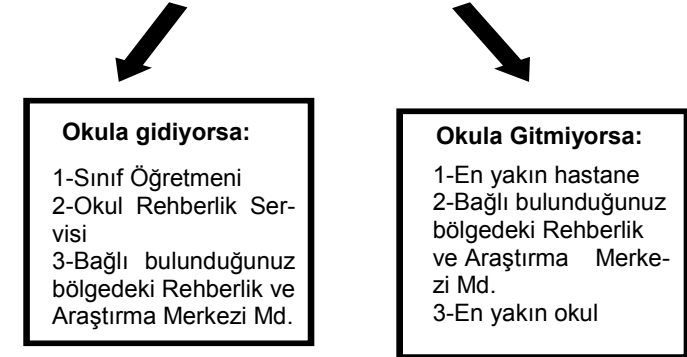 Okula gidiyorsa:
1-Sınıf Öğretmeni
2-Okul Rehberlik Ser-
visi
3-Bağlı bulunduğunuz
bölgedeki Rehberlik ve
Araştırma Merkezi Md.
Okula Gitmiyorsa:
1-En yakın hastane
2-Bağlı bulunduğunuz
bölgedeki Rehberlik
ve Araştırma Merke-
zi Md.
3-En yakın okul